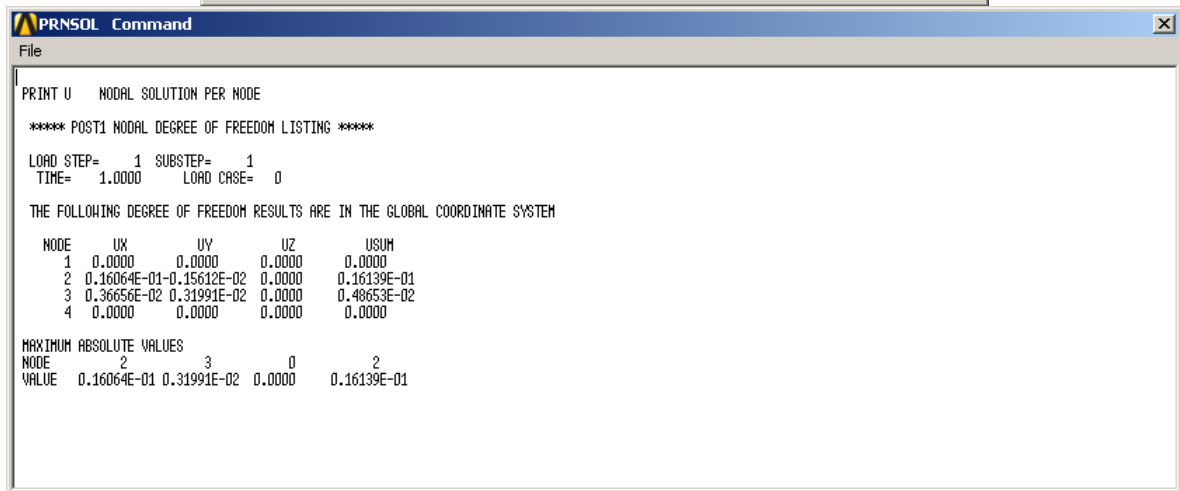 PRNSOL Command
File
PRINT U NODAL SOLUTION PER NODE
***** POST1 NODAL DEGREE OF FREEDOM LISTING *****
LOAD STEP= 1 SUBSTEP= 1
TIME= 1.0000 LOAD CASE= 0
THE FOLLOWING DEGREE OF FREEDOM RESULTS ARE IN THE GLOBAL COORDINATE SYSTEM
NODE UX UY UZ USUM
1 0.0000 0.0000 0.0000 0.0000
2 0.16064E-01-0.15612E-02 0.0000 0.16139E-01
3 0.36656E-02 0.31991E-02 0.0000 0.48653E-02
4 0.0000 0.0000 0.0000 0.0000
MAXIMUM ABSOLUTE VALUES
NODE 2 3 0 2
VALUE 0.16064E-01 0.31991E-02 0.0000 0.16139E-01